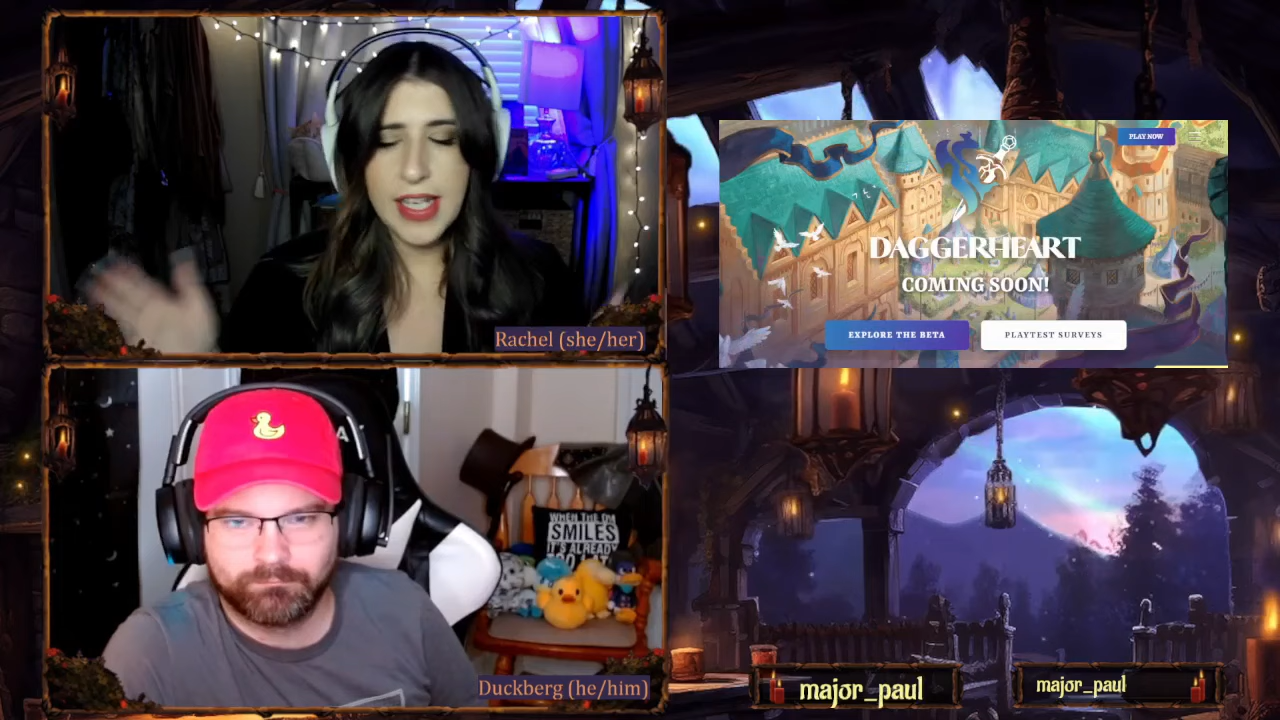 Rachel (she/her)
PLAY NOW
DAGGERHEART
COMING SOON!
EXPLORE THE BETA
PLAYTEST SURVEYS
A
WHEN THE DM
SMILES
IT'S ALREADY
Duckberg (he/him)
major_paul
major_paul